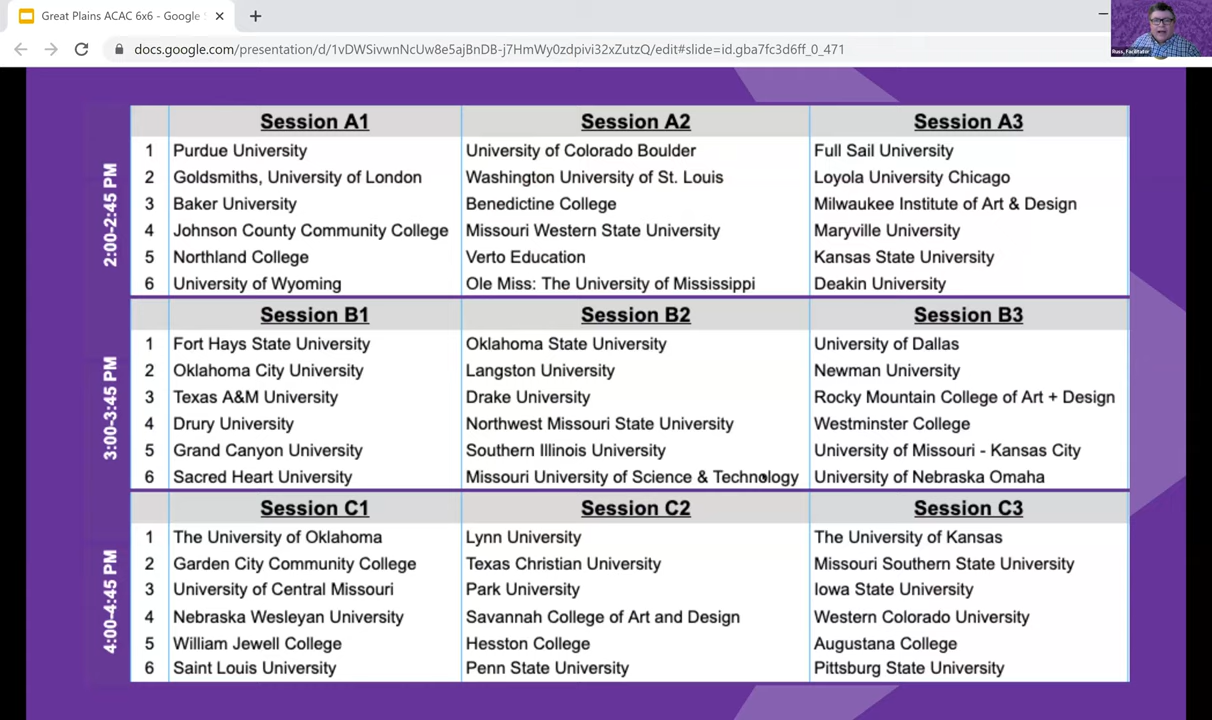 Great Plains ACAC 6x6 - Google
docs.google.com/presentation/d/1vDWSivwnNcUw8e5ajBnDB-j7HmWy0zdpivi32xZutzQ/edit#slide=id.gba7fc3d6ff_0_471
Russ, Facilitator
2:00-2:45 PM
Session A1 Session A2 Session A3
1 Purdue University University of Colorado Boulder Full Sail University
2 Goldsmiths, University of London Washington University of St. Louis Loyola University Chicago
3 Baker University Benedictine College Milwaukee Institute of Art & Design
4 Johnson County Community College Missouri Western State University Maryville University
5 Northland College Verto Education Kansas State University
6 University of Wyoming Ole Miss: The University of Mississippi Deakin University
3:00-3:45 PM
Session B1 Session B2 Session B3
1 Fort Hays State University Oklahoma State University University of Dallas
2 Oklahoma City University Langston University Newman University
3 Texas A&M University Drake University Rocky Mountain College of Art + Design
4 Drury University Northwest Missouri State University Westminster College
5 Grand Canyon University Southern Illinois University University of Missouri - Kansas City
6 Sacred Heart University Missouri University of Science & Technology University of Nebraska Omaha
4:00-4:45 PM
Session C1 Session C2 Session C3
1 The University of Oklahoma Lynn University The University of Kansas
2 Garden City Community College Texas Christian University Missouri Southern State University
3 University of Central Missouri Park University Iowa State University
4 Nebraska Wesleyan University Savannah College of Art and Design Western Colorado University
5 William Jewell College Hesston College Augustana College
6 Saint Louis University Penn State University Pittsburg State University